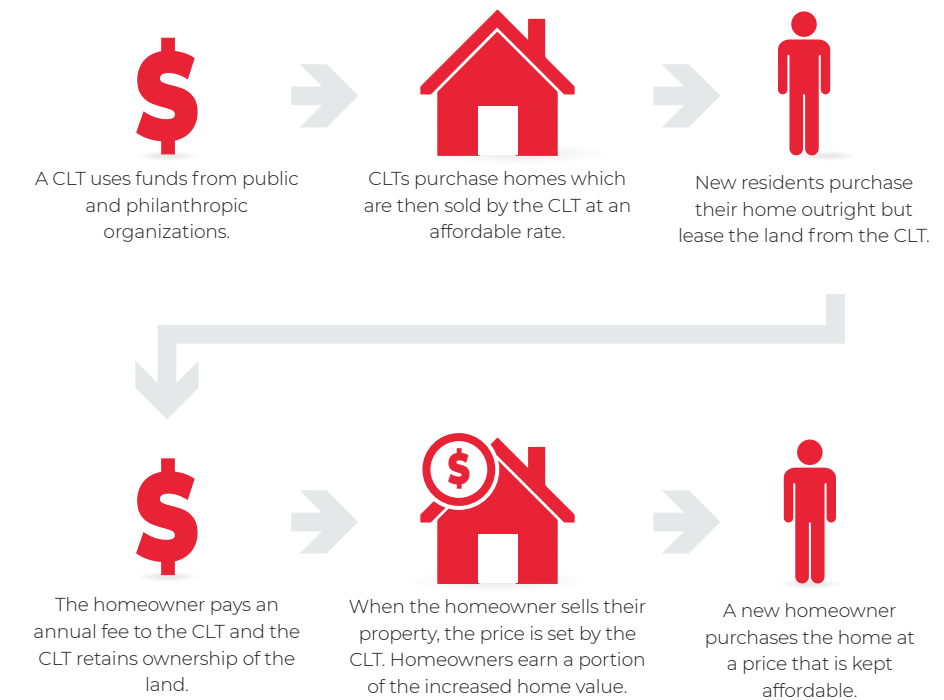 A CLT uses funds from public
and philanthropic
organizations.
CLTs purchase homes which
are then sold by the CLT at an
affordable rate.
New residents purchase
their home outright but
lease the land from the CLT.
The homeowner pays an
annual fee to the CLT and the
CLT retains ownership of the
land.
When the homeowner sells their
property, the price is set by the
CLT. Homeowners earn a portion
of the increased home value.
A new homeowner
purchases the home at
a price that is kept
affordable.